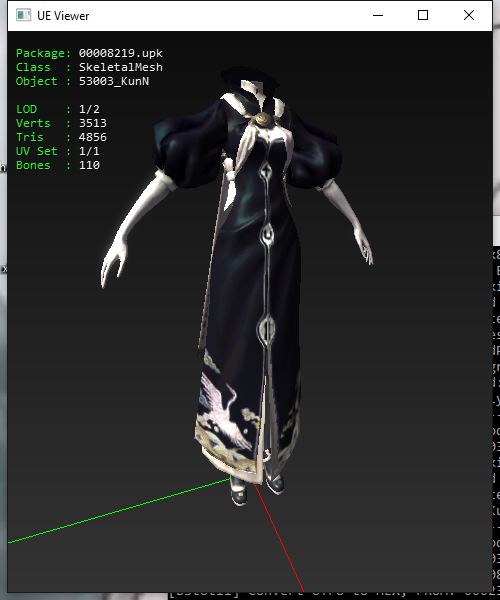 UE Viewer
Package: 00008219.upk
Class : SkeletalMesh
Object : 53003_KunN
LOD : 1/2
Verts : 3513
Tris : 4856
UV Set : 1/1
Bones : 110